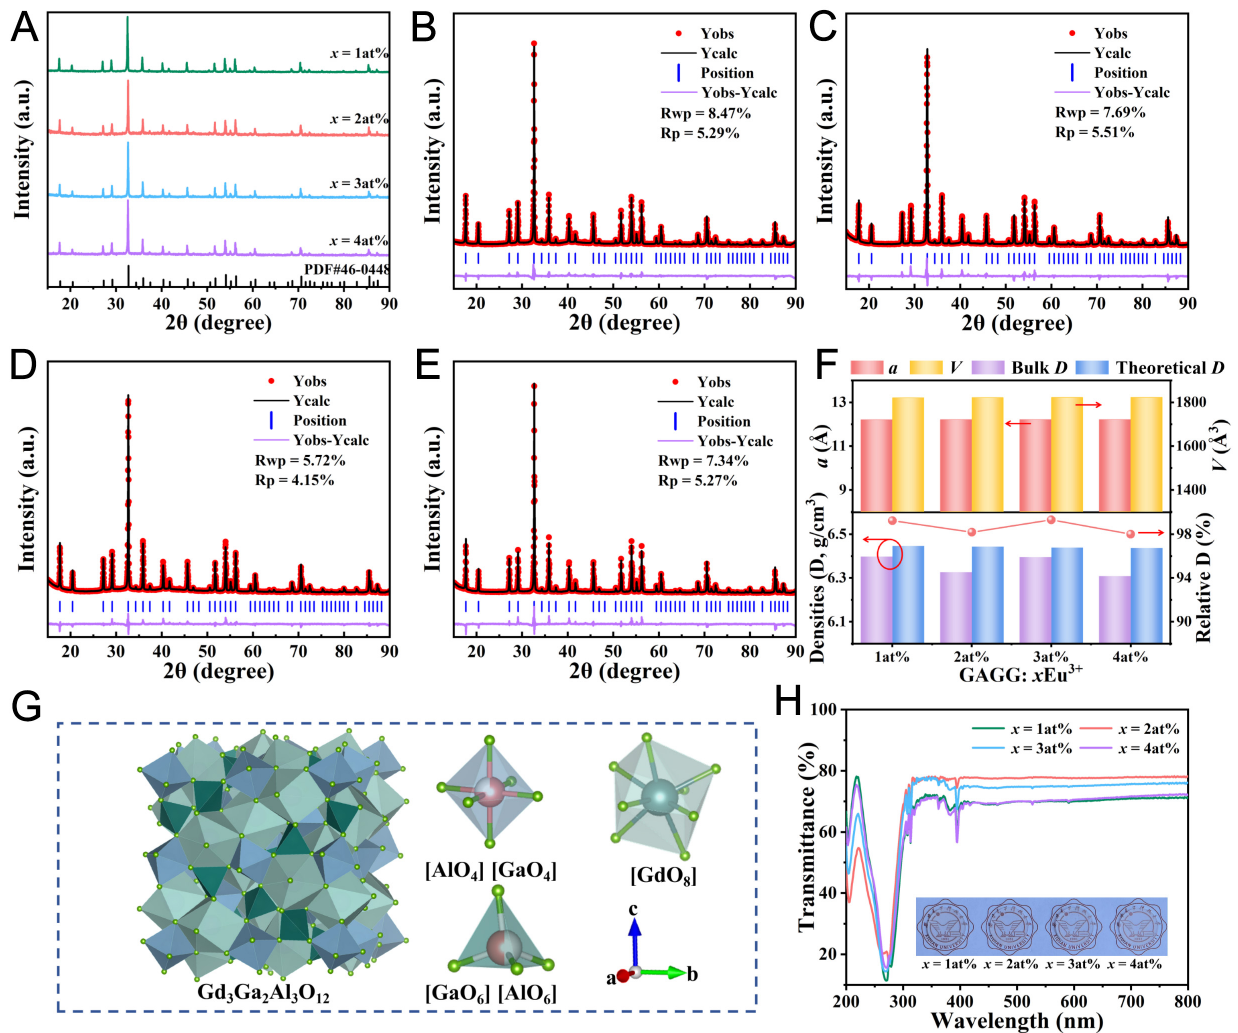 A
x = 1at%
x = 2at%
x = 3at%
x = 4at%
PDF#46-0448
Intensity (a.u.)
20 30 40 50 60 70 80 90
2θ (degree)
B
Yobs
Ycalc
Position
Yobs-Ycalc
Rwp = 8.47%
Rp = 5.29%
Intensity (a.u.)
20 30 40 50 60 70 80 90
2θ (degree)
C
Yobs
Ycalc
Position
Yobs-Ycalc
Rwp = 7.69%
Rp = 5.51%
Intensity (a.u.)
20 30 40 50 60 70 80 90
2θ (degree)
D
Yobs
Ycalc
Position
Yobs-Ycalc
Rwp = 5.72%
Rp = 4.15%
Intensity (a.u.)
20 30 40 50 60 70 80 90
2θ (degree)
E
Yobs
Ycalc
Position
Yobs-Ycalc
Rwp = 7.34%
Rp = 5.27%
Intensity (a.u.)
20 30 40 50 60 70 80 90
2θ (degree)
F
a V Bulk D Theoretical D
13
11
9
a (Å)
1800
1600
1400
V (Å³)
6.5
6.3
6.1
Densities (D, g/cm³)
98
94
90
Relative D (%)
1at% 2at% 3at% 4at%
GAGG: xEu³⁺
G
[AlO₄] [GaO₄]
[GdO₈]
Gd₃Ga₂Al₃O₁₂
[GaO₆] [AlO₆]
c
a
b
H
100
80
60
40
20
Transmittance (%)
x = 1at% x = 2at%
x = 3at% x = 4at%
x = 1at% x = 2at% x = 3at% x = 4at%
200 300 400 500 600 700 800
Wavelength (nm)